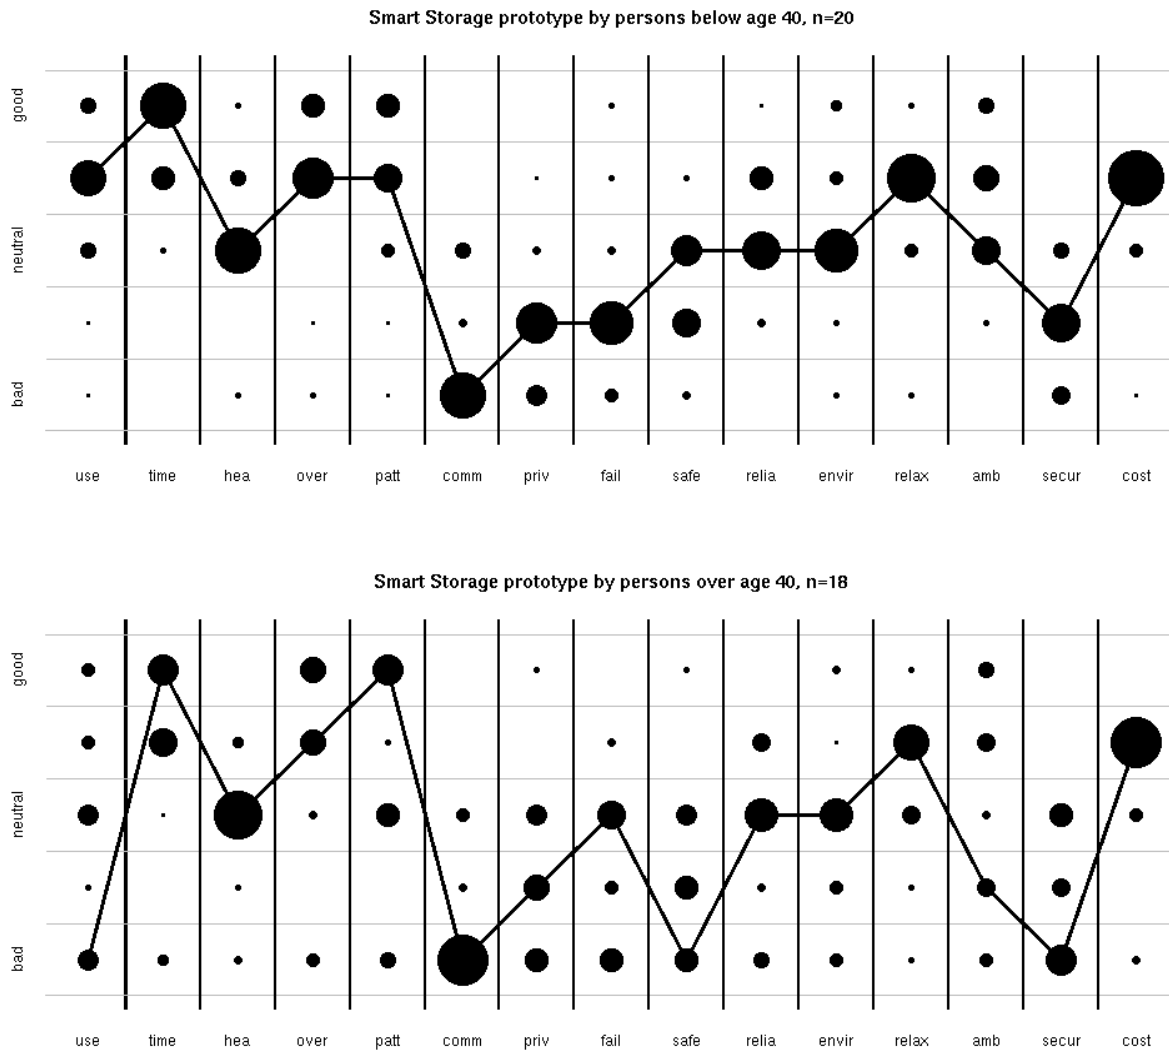 Smart Storage prototype by persons below age 40, n=20
good
neutral
bad
use time hea over patt comm priv fail safe relia envir relax amb secur cost
Smart Storage prototype by persons over age 40, n=18
good
neutral
bad
use time hea over patt comm priv fail safe relia envir relax amb secur cost